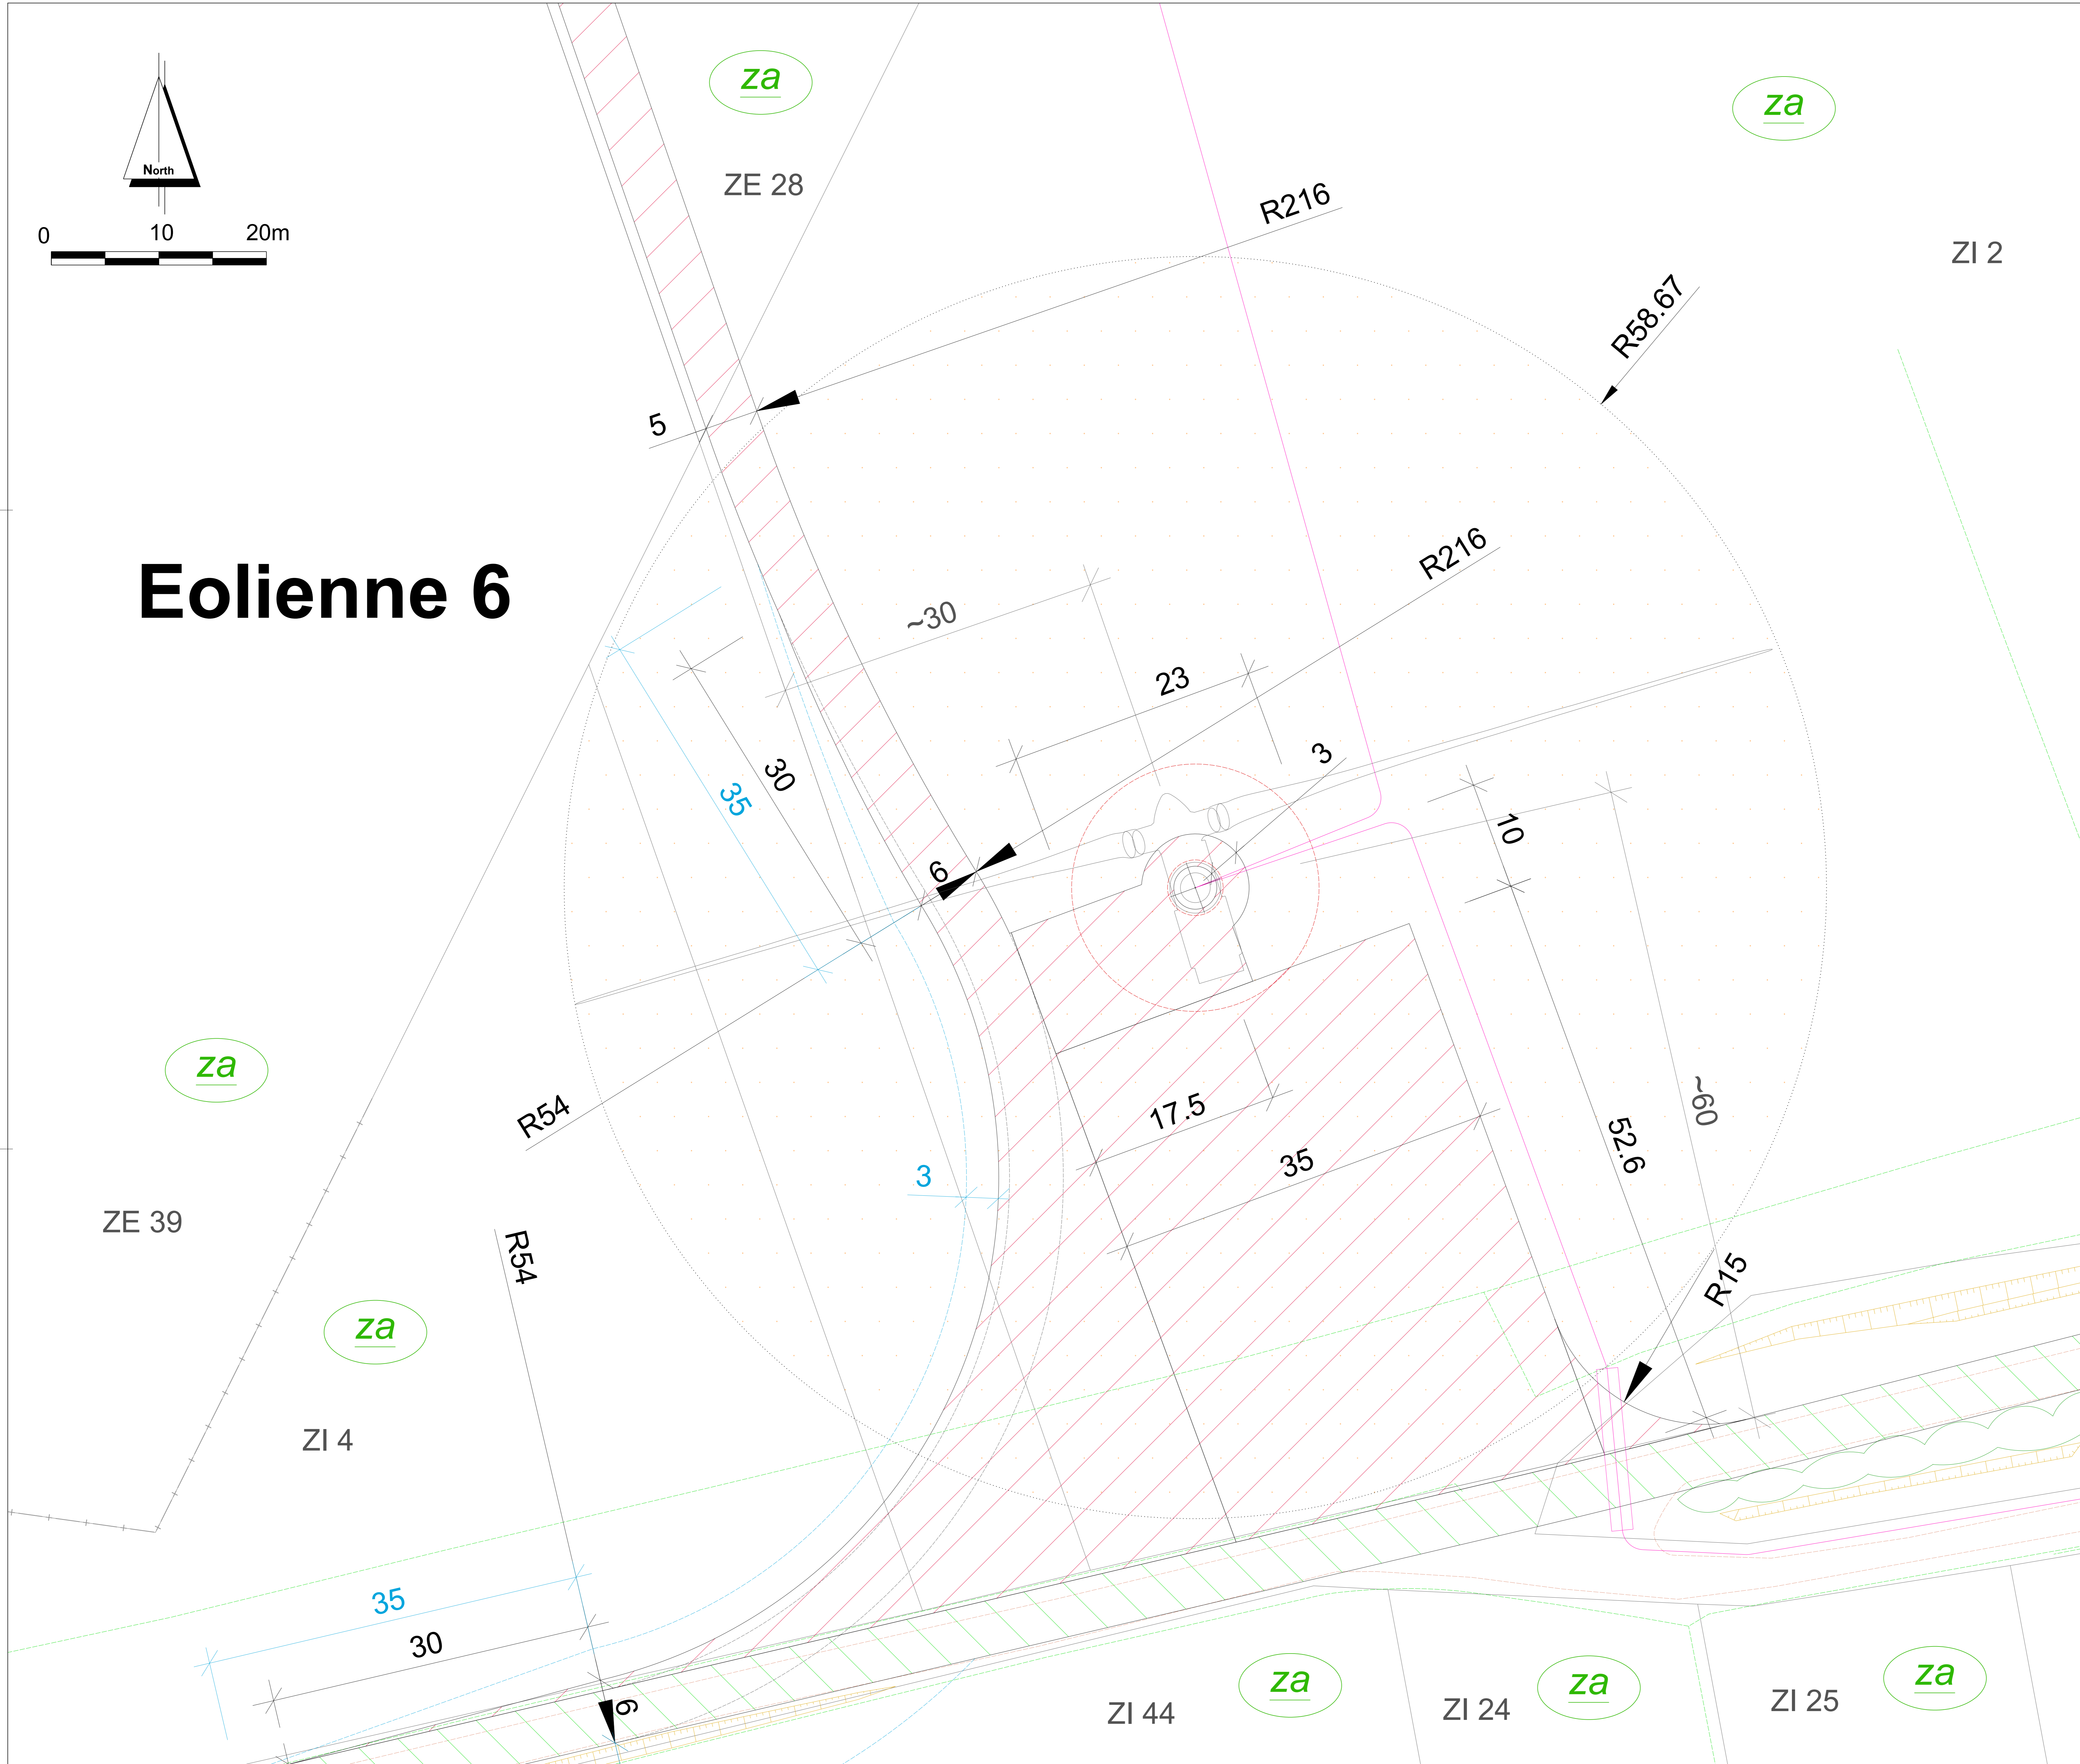 za
za
North
ZE 28
R216
0 10 20m
ZI 2
R58.67
5
R216
Eolienne 6
~30
23
3
30
35
10
6
za
~60
R54
17.5
52.6
35
3
ZE 39
R54
R15
za
ZI 4
35
30
6
za
za
za
ZI 44
ZI 24
ZI 25